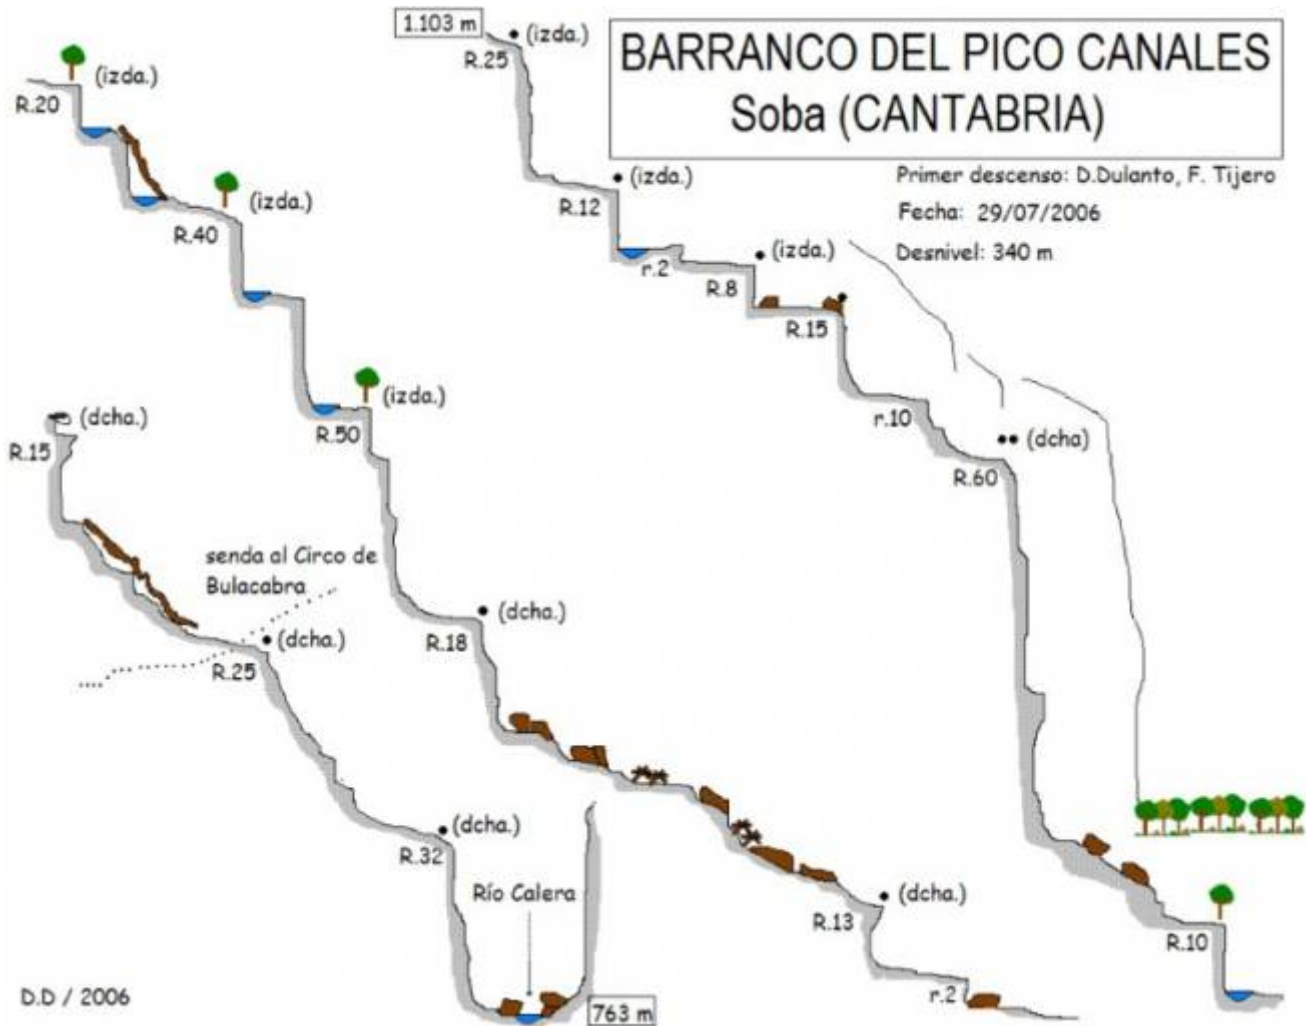 BARRANCO DEL PICO CANALES
Soba (CANTABRIA)
Primer descenso: D.Dulanto, F. Tijero
Fecha: 29/07/2006
Desnivel: 340 m
1.103 m
(izda.)
R.25
(izda.)
R.12
r.2
(izda.)
R.8
R.15
r.10
(dcha)
R.60
R.10
(izda.)
R.20
(izda.)
R.40
(izda.)
R.50
(dcha.)
R.18
(dcha.)
R.13
r.2
(dcha.)
R.15
senda al Circo de
Bulacabra
(dcha.)
R.25
(dcha.)
R.32
Río Calera
763 m
D.D / 2006